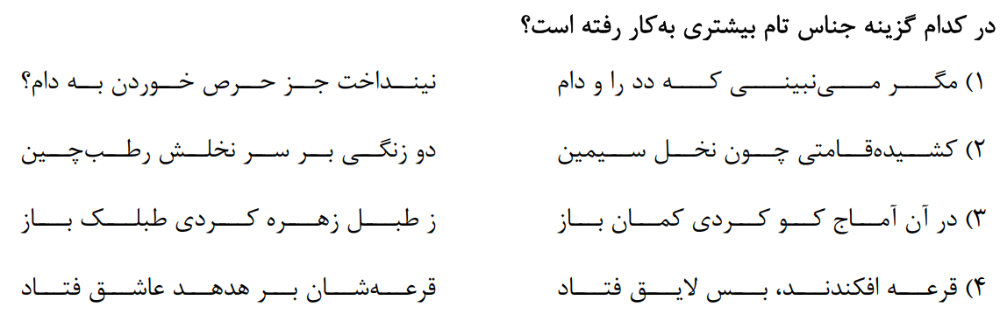 در کدام گزینه جناس تام بیشتری به‌کار رفته است؟
۱) مگر می‌نبینی که دد را و دام نینداخت جز حرص خوردن به دام؟
۲) کشیده‌قامتی چون نخل سیمین دو زنگی بر سر نخلش رطب‌چین
۳) در آن آماج کو کردی کمان باز ز طبل زهره کردی طبلک باز
۴) قرعه افکندند، بس لایق فتاد قرعه‌شان بر هدهد عاشق فتاد